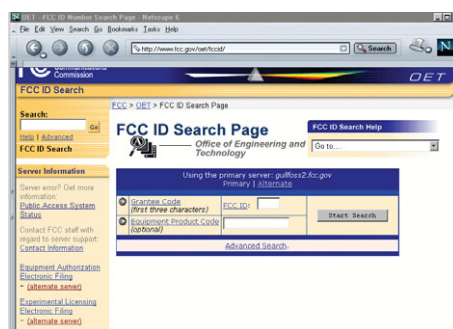 OET - FCC ID Number Search Page - Netscape 6
File Edit View Search Go Bookmarks Tasks Help
http://www.fcc.gov/oet/fccid/
Search
N
Communications
Commission
OET
FCC ID Search
FCC > OET > FCC ID Search Page
Search:
Go
Help | Advanced
FCC ID Search
FCC ID Search Page
Office of Engineering and
Technology
FCC ID Search Help
Go to....
Server Information
Server error? Get more
information:
Public Access System
Status
Contact FCC staff with
regard to server support:
Contact Information
Equipment Authorization
Electronic Filing
- (alternate server)
Experimental Licensing
Electronic Filing
- (alternate server)
Using the primary server: gullfoss2.fcc.gov
Primary | Alternate
Grantee Code
(first three characters)
FCC ID:
Equipment Product Code
(optional)
Start Search
Advanced Search.